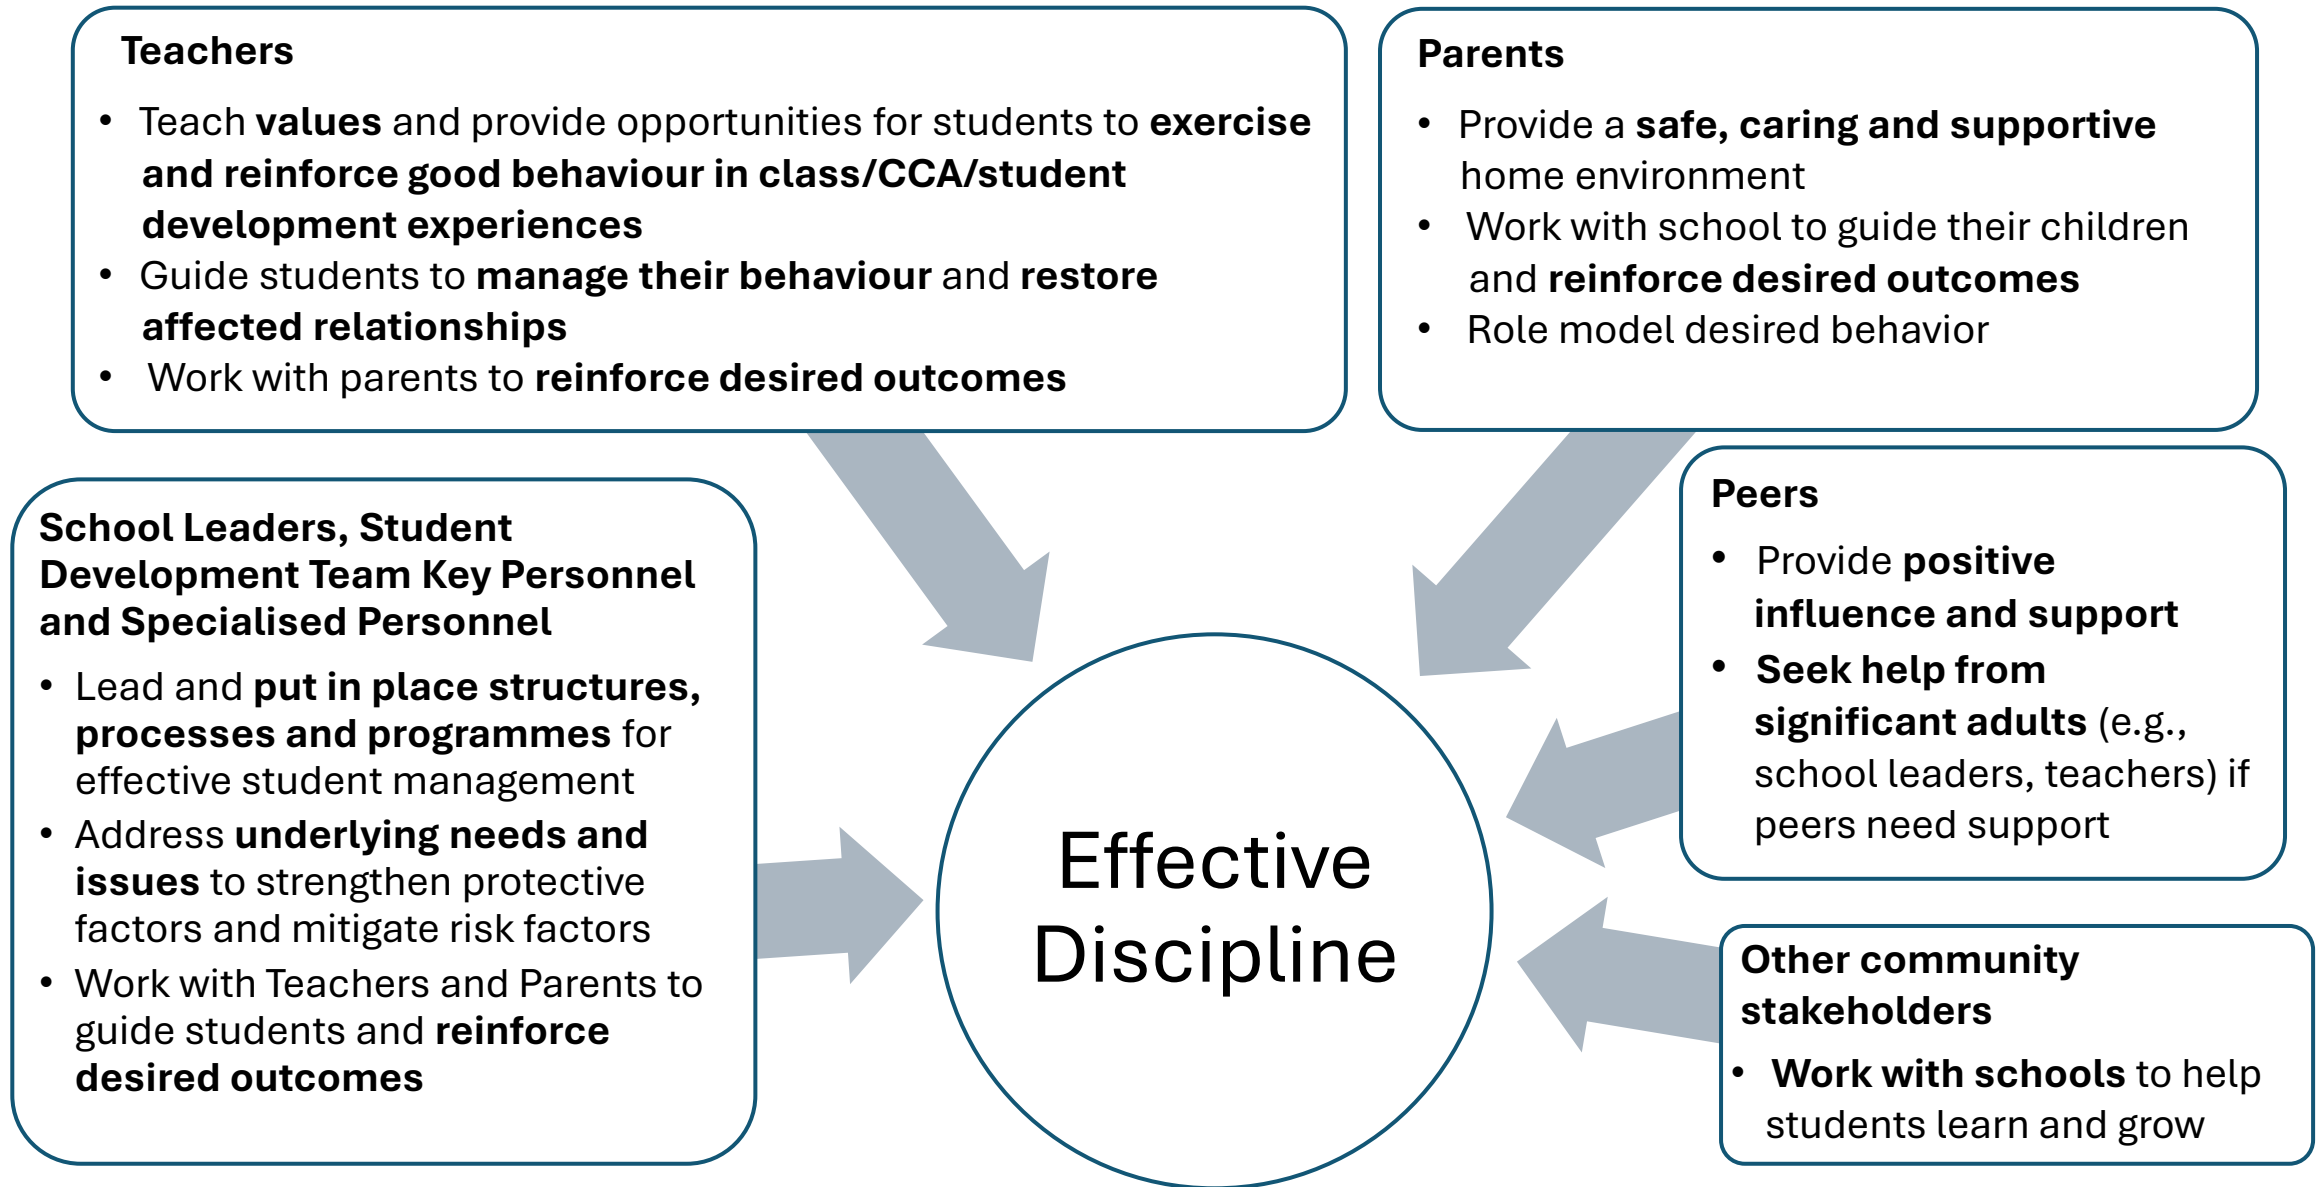 Teachers
• Teach values and provide opportunities for students to exercise
and reinforce good behaviour in class/CCA/student
development experiences
• Guide students to manage their behaviour and restore
affected relationships
• Work with parents to reinforce desired outcomes
Parents
• Provide a safe, caring and supportive
home environment
• Work with school to guide their children
and reinforce desired outcomes
• Role model desired behavior
School Leaders, Student
Development Team Key Personnel
and Specialised Personnel
• Lead and put in place structures,
processes and programmes for
effective student management
• Address underlying needs and
issues to strengthen protective
factors and mitigate risk factors
• Work with Teachers and Parents to
guide students and reinforce
desired outcomes
Effective
Discipline
Peers
• Provide positive
influence and support
• Seek help from
significant adults (e.g.,
school leaders, teachers) if
peers need support
Other community
stakeholders
• Work with schools to help
students learn and grow